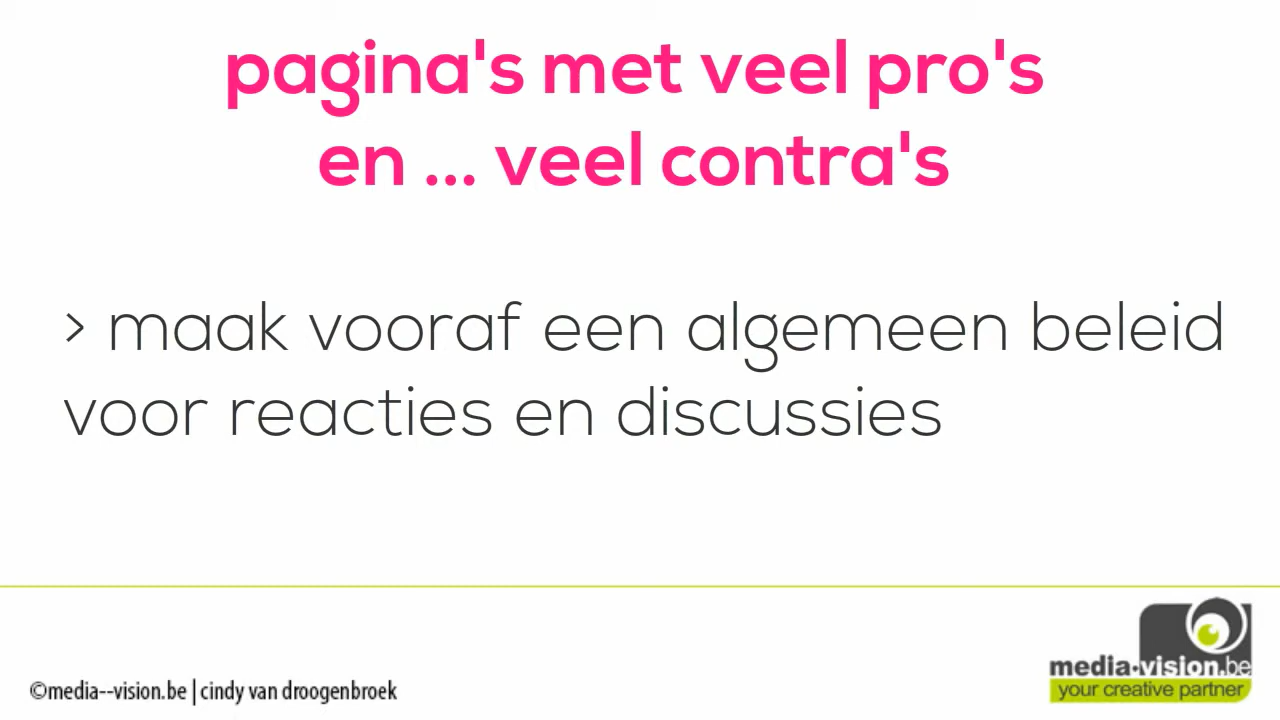 pagina's met veel pro's
en ... veel contra's
> maak vooraf een algemeen beleid
voor reacties en discussies
©media--vision.be | cindy van droogenbroek
media-vision.be
your creative partner